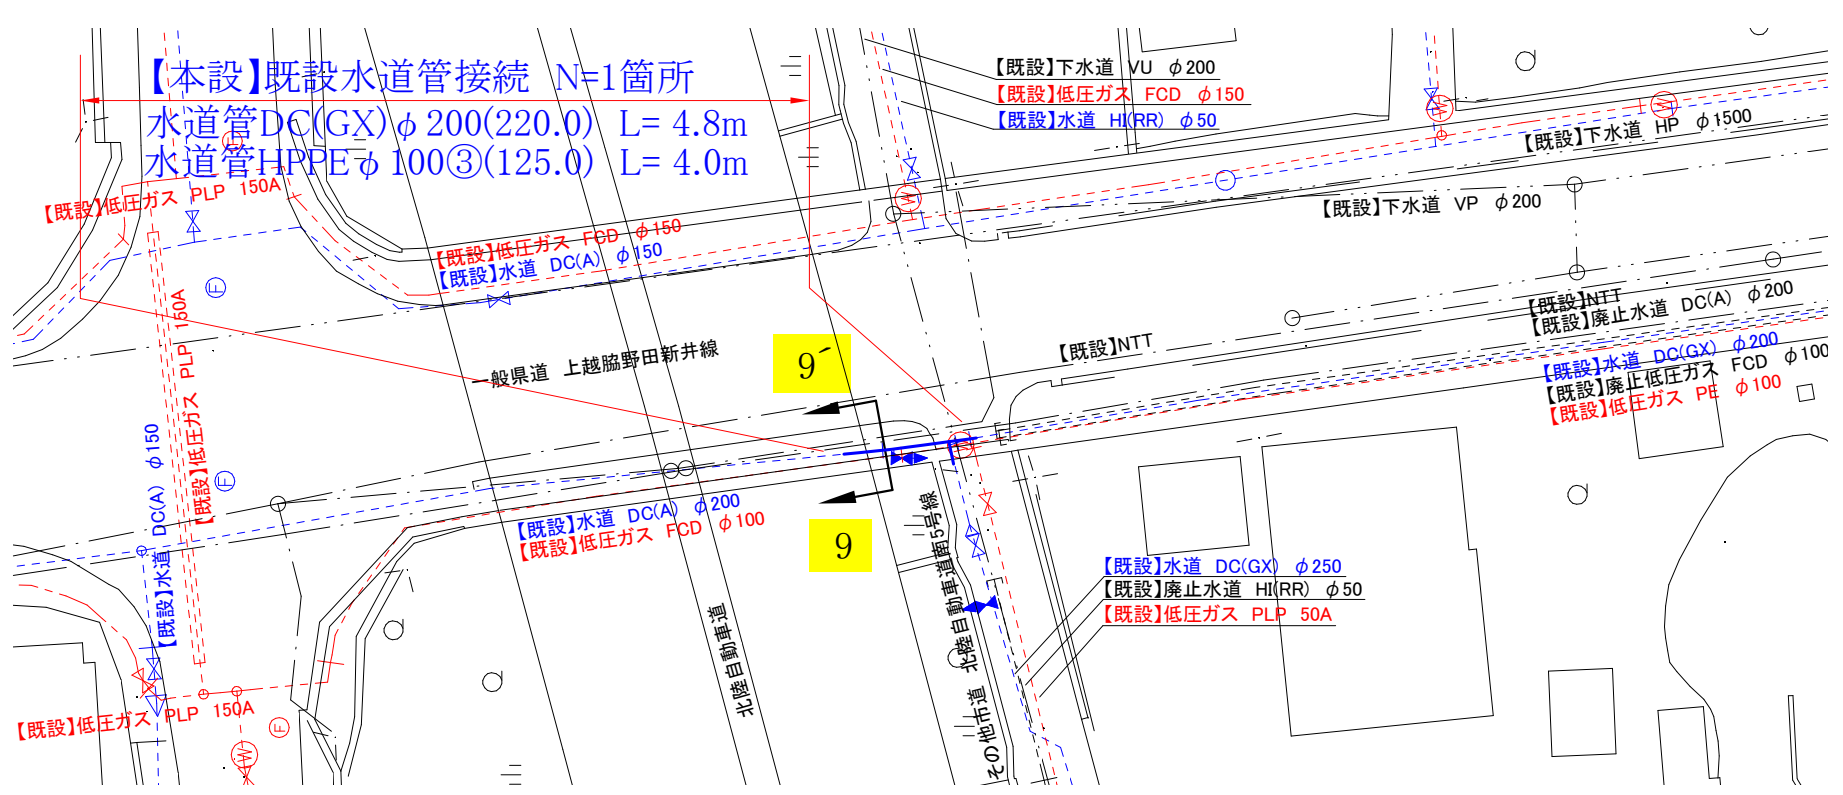 【本設】既設水道管接続 N=1箇所
水道管DC(GX)φ200(220.0) L= 4.8m
水道管HPPEφ100③(125.0) L= 4.0m
【既設】下水道 VU φ200
【既設】低圧ガス FCD φ150
【既設】水道 HI(RR) φ50
【既設】下水道 HP φ1500
【既設】下水道 VP φ200
【既設】低圧ガス PLP 150A
【既設】低圧ガス FCD φ150
【既設】水道 DC(A) φ150
【既設】低圧ガス PLP 150A
【既設】水道 DC(A) φ150
一般県道 上越脇野田新井線
9´
9
【既設】NTT
【既設】NTT
【既設】廃止水道 DC(A) φ200
【既設】水道 DC(GX) φ200
【既設】廃止低圧ガス FCD φ100
【既設】低圧ガス PE φ100
【既設】水道 DC(A) φ200
【既設】低圧ガス FCD φ100
北陸自動車道
その他市道 北陸自動車道南5号線
【既設】水道 DC(GX) φ250
【既設】廃止水道 HI(RR) φ50
【既設】低圧ガス PLP 50A
【既設】低圧ガス PLP 150A
W
W
W
W
W
F
F
F
F